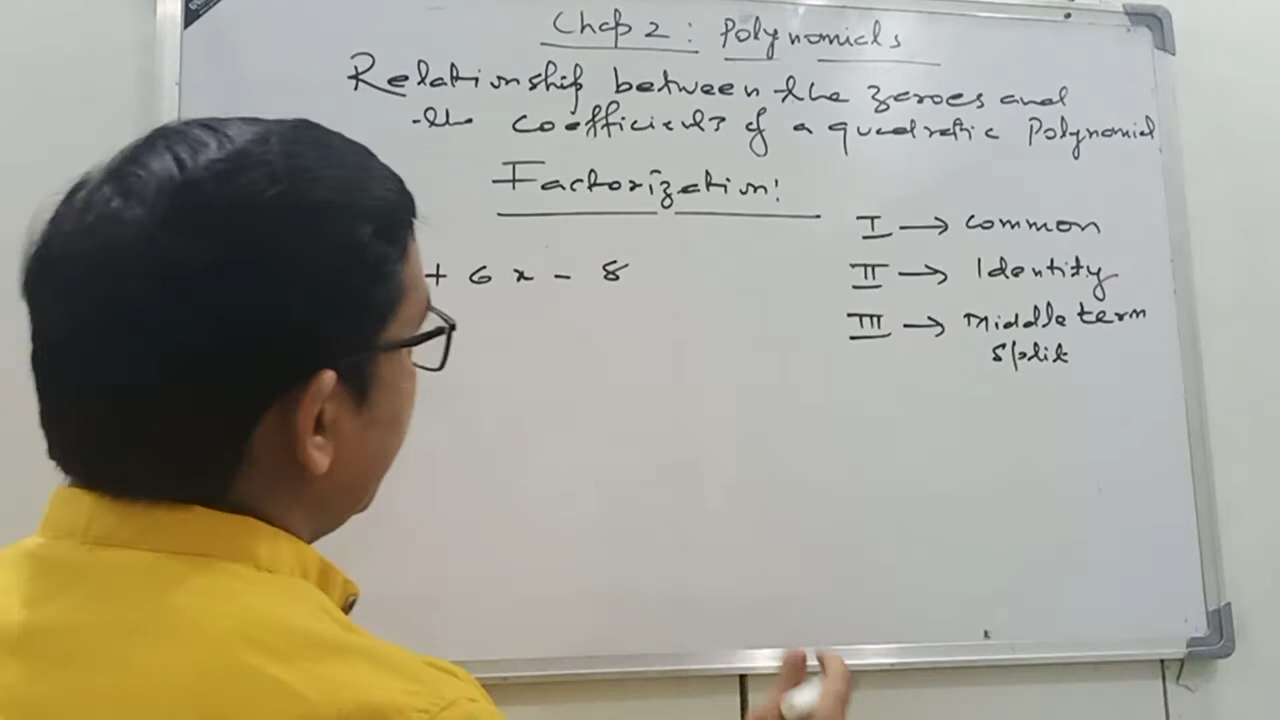 Chap 2 : Polynomials
Relationship between the zeroes and
the coefficients of a quadratic Polynomial
Factorization:
I → Common
+ 6x - 8
II → Identity
III → Middle term
split